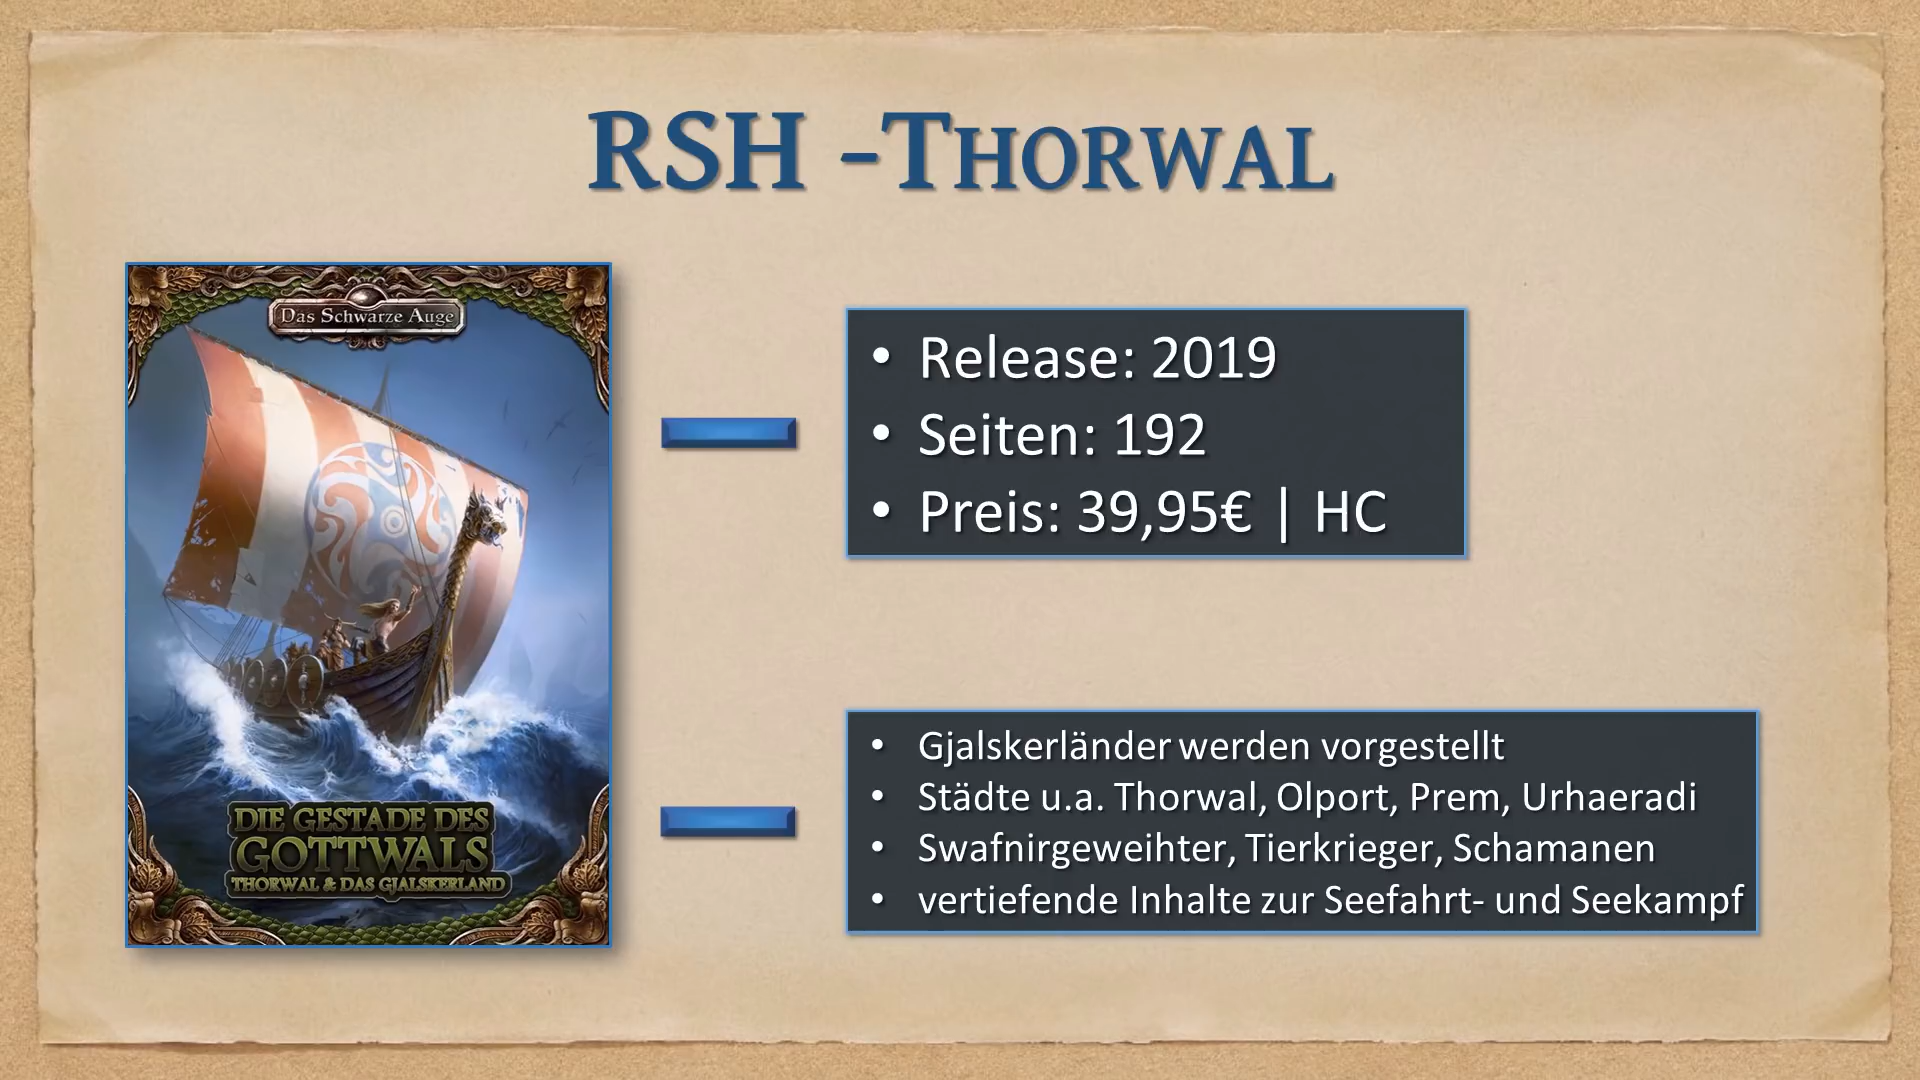 RSH -Thorwal
Das Schwarze Auge
DIE GESTADE DES
GOTTWALS
THORWAL & DAS GJALSKERLAND
• Release: 2019
• Seiten: 192
• Preis: 39,95€ | HC
• Gjalskerländer werden vorgestellt
• Städte u.a. Thorwal, Olport, Prem, Urhaeradi
• Swafnirgeweihter, Tierkrieger, Schamanen
• vertiefende Inhalte zur Seefahrt- und Seekampf